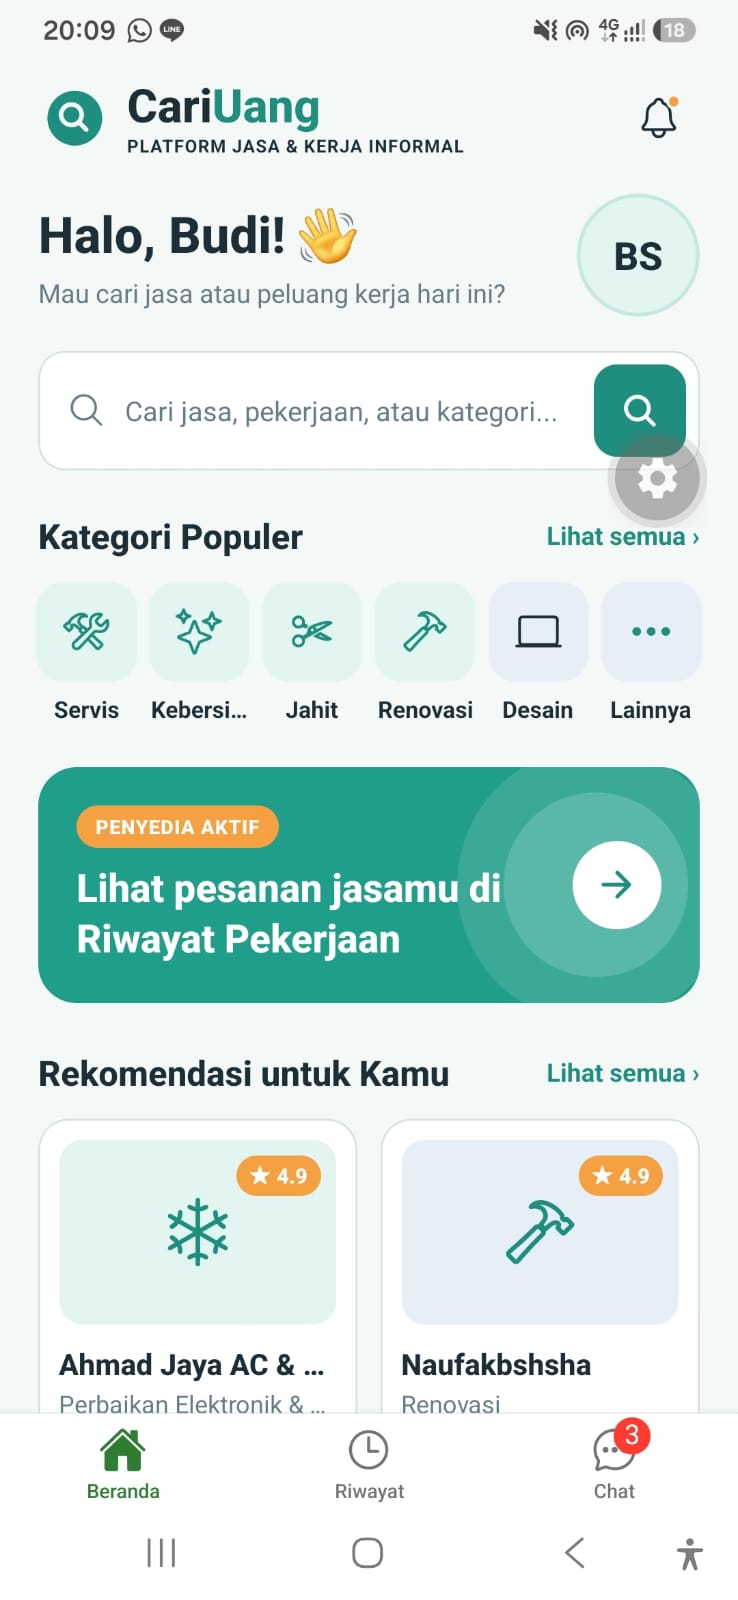 20:09
LINE
4G
18
CariUang
PLATFORM JASA & KERJA INFORMAL
Halo, Budi! 👋
BS
Mau cari jasa atau peluang kerja hari ini?
Cari jasa, pekerjaan, atau kategori...
Kategori Populer
Lihat semua ›
Servis
Kebersi...
Jahit
Renovasi
Desain
Lainnya
PENYEDIA AKTIF
Lihat pesanan jasamu di
Riwayat Pekerjaan
Rekomendasi untuk Kamu
Lihat semua ›
★ 4.9
★ 4.9
Ahmad Jaya AC & ...
Naufakbshsha
Perbaikan Elektronik & ...
Renovasi
3
Beranda
Riwayat
Chat